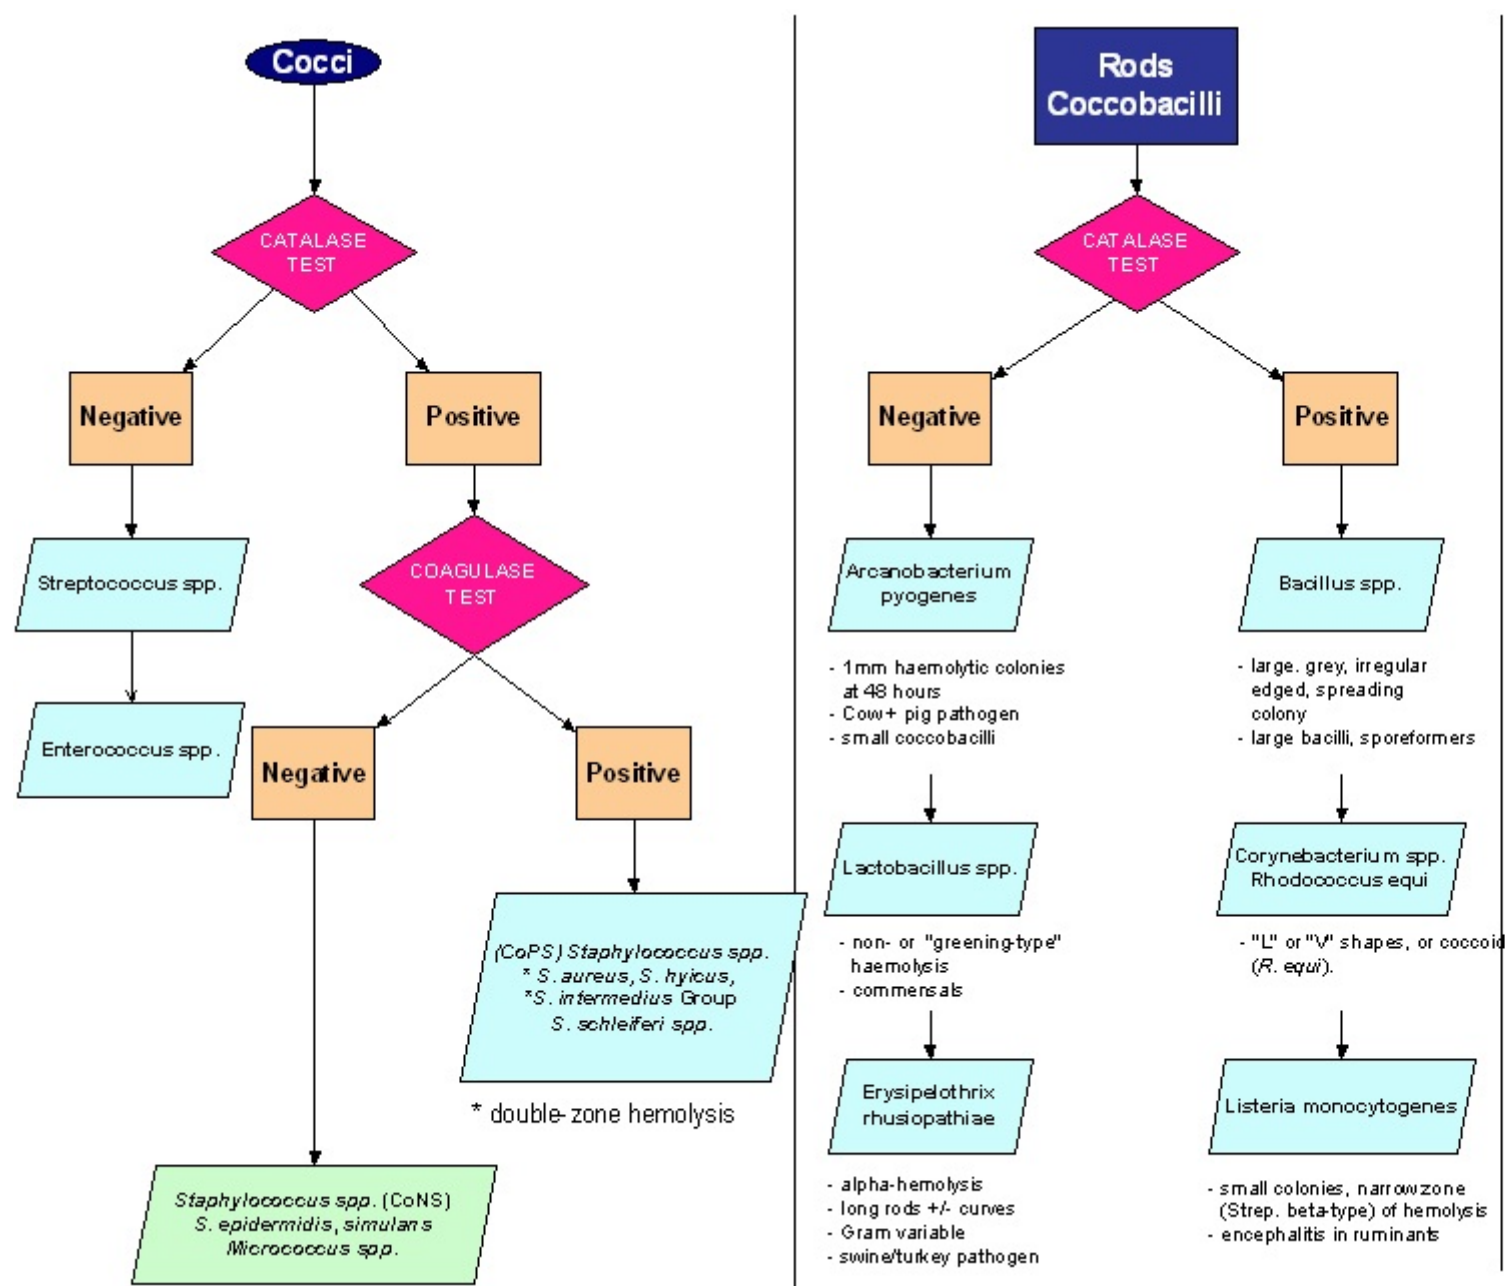 Cocci
CATALASE
TEST
Negative
Positive
Streptococcus spp.
COAGULASE
TEST
Enterococcus spp.
Negative
Positive
(CoPS) Staphylococcus spp.
* S. aureus, S. hyicus,
*S. intermedius Group
S. schleiferi spp.
* double-zone hemolysis
Staphylococcus spp. (CoNS)
S. epidermidis, simulans
Micrococcus spp.
Rods
Coccobacilli
CATALASE
TEST
Negative
Positive
Arcanobacterium
pyogenes
- 1mm haemolytic colonies
at 48 hours
- Cow + pig pathogen
- small coccobacilli
Lactobacillus spp.
- non- or "greening-type"
haemolysis
- commensals
Erysipelothrix
rhusiopathiae
- alpha-hemolysis
- long rods +/- curves
- Gram variable
- swine/turkey pathogen
Bacillus spp.
- large. grey, irregular
edged, spreading
colony
- large bacilli, sporeformers
Corynebacterium spp.
Rhodococcus equi
- "L" or "V" shapes, or coccoid
(R. equi).
Listeria monocytogenes
- small colonies, narrow zone
(Strep. beta-type) of hemolysis
- encephalitis in ruminants